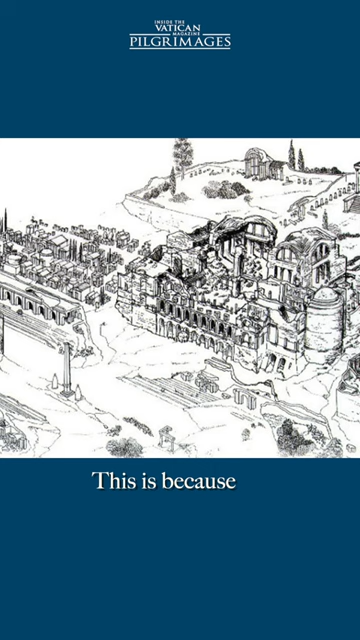 INSIDE THE
VATICAN
MAGAZINE
PILGRIMAGES
This is because